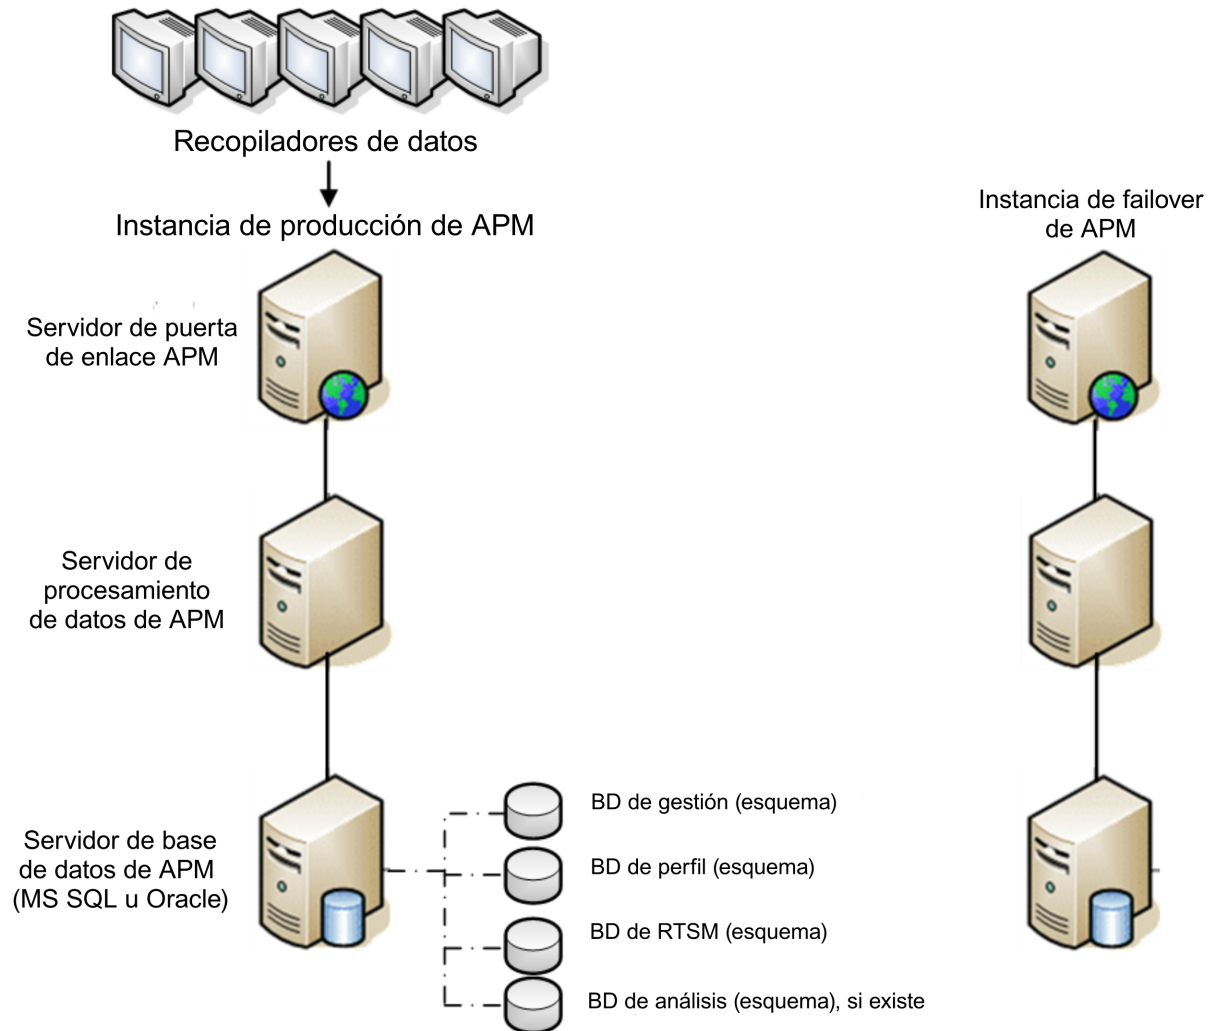 Recopiladores de datos
Instancia de producción de APM
Instancia de failover
de APM
Servidor de puerta
de enlace APM
Servidor de
procesamiento
de datos de APM
Servidor de base
de datos de APM
(MS SQL u Oracle)
BD de gestión (esquema)
BD de perfil (esquema)
BD de RTSM (esquema)
BD de análisis (esquema), si existe